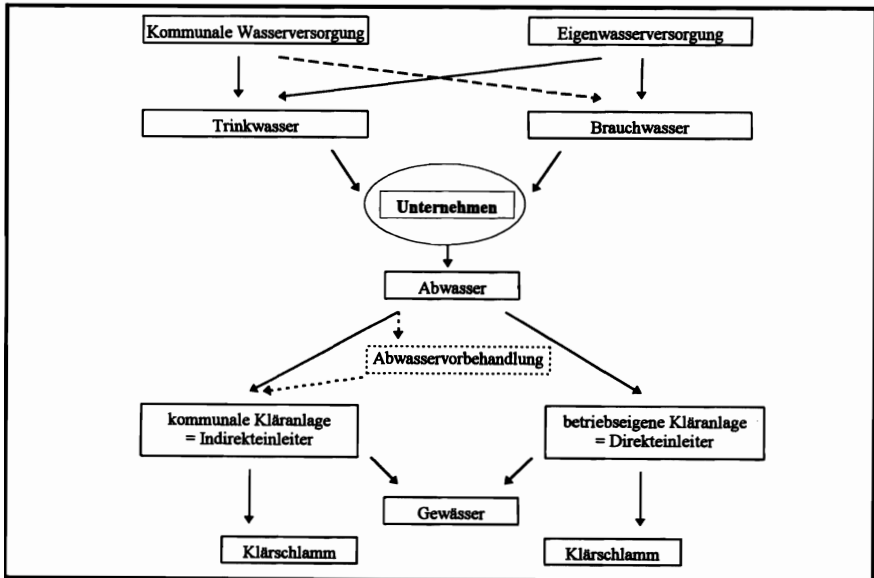 Kommunale Wasserversorgung
Eigenwasserversorgung
Trinkwasser
Brauchwasser
Unternehmen
Abwasser
Abwasservorbehandlung
kommunale Kläranlage
= Indirekteinleiter
betriebseigene Kläranlage
= Direkteinleiter
Gewässer
Klärschlamm
Klärschlamm